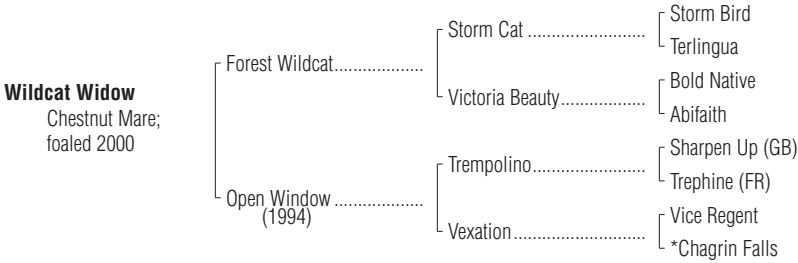 Storm Bird
Storm Cat ..........................
Terlingua
Forest Wildcat....................
Bold Native
Victoria Beauty...................
Abifaith
Wildcat Widow
Chestnut Mare;
foaled 2000
Sharpen Up (GB)
Trempolino.........................
Trephine (FR)
Open Window ....................
(1994)
Vice Regent
Vexation.............................
*Chagrin Falls